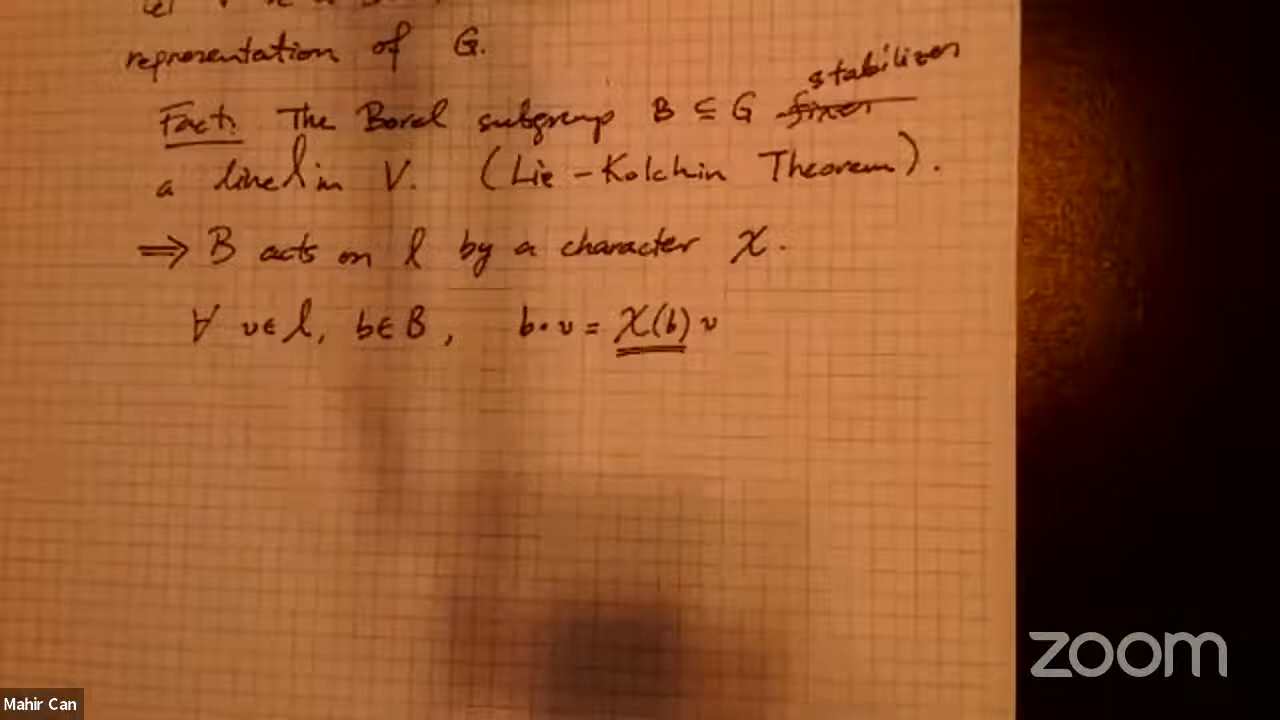 representation of G.
stabilizes
Fact: The Borel subgroup B ⊆ G fixes
a line l in V. (Lie-Kolchin Theorem).
⟹ B acts on l by a character χ.
∀ v∈l, b∈B, b·v = χ(b) v
zoom
Mahir Can